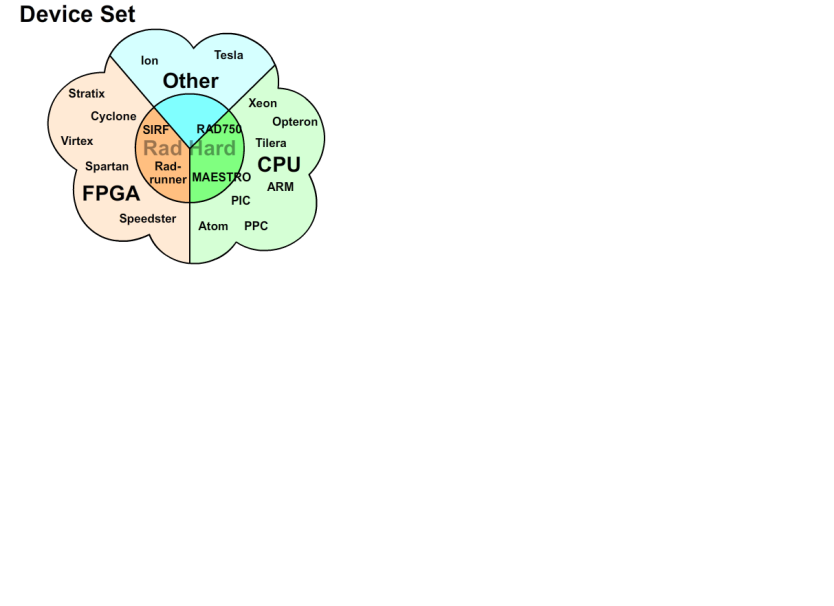 Device Set
Ion
Tesla
Other
Stratix
Cyclone
Virtex
Spartan
FPGA
Speedster
SIRF
RAD750
Rad Hard
Rad-
runner
MAESTRO
Xeon
Opteron
Tilera
CPU
ARM
PIC
Atom
PPC